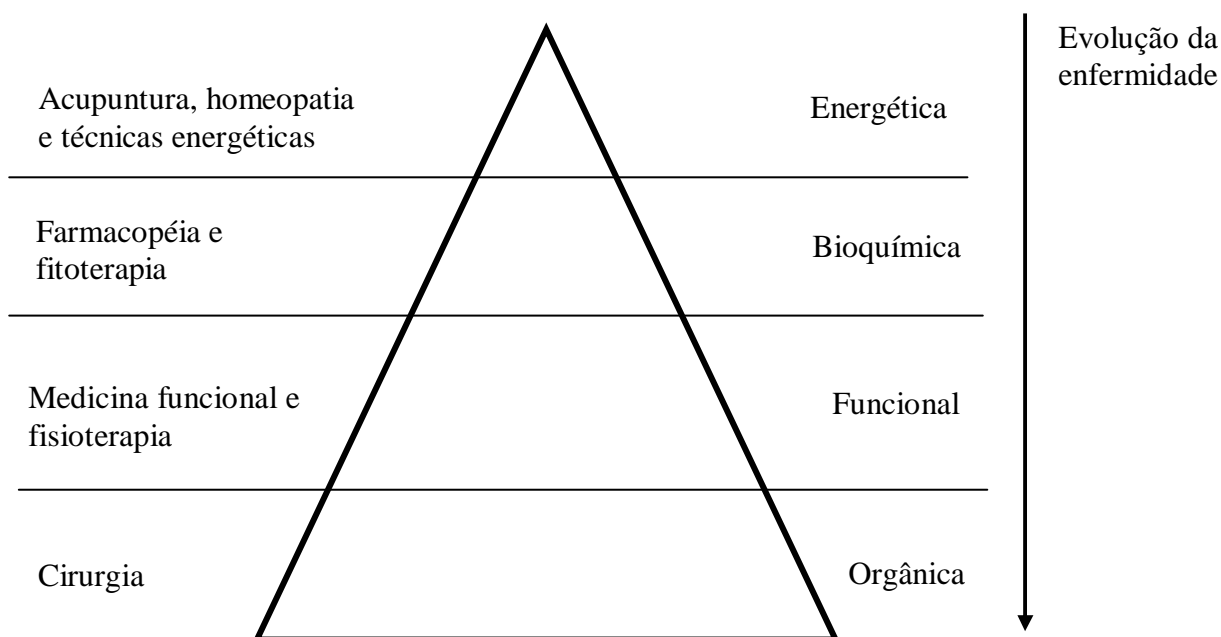 Evolução da
enfermidade
Acupuntura, homeopatia
e técnicas energéticas
Energética
Farmacopéia e
fitoterapia
Bioquímica
Medicina funcional e
fisioterapia
Funcional
Cirurgia
Orgânica